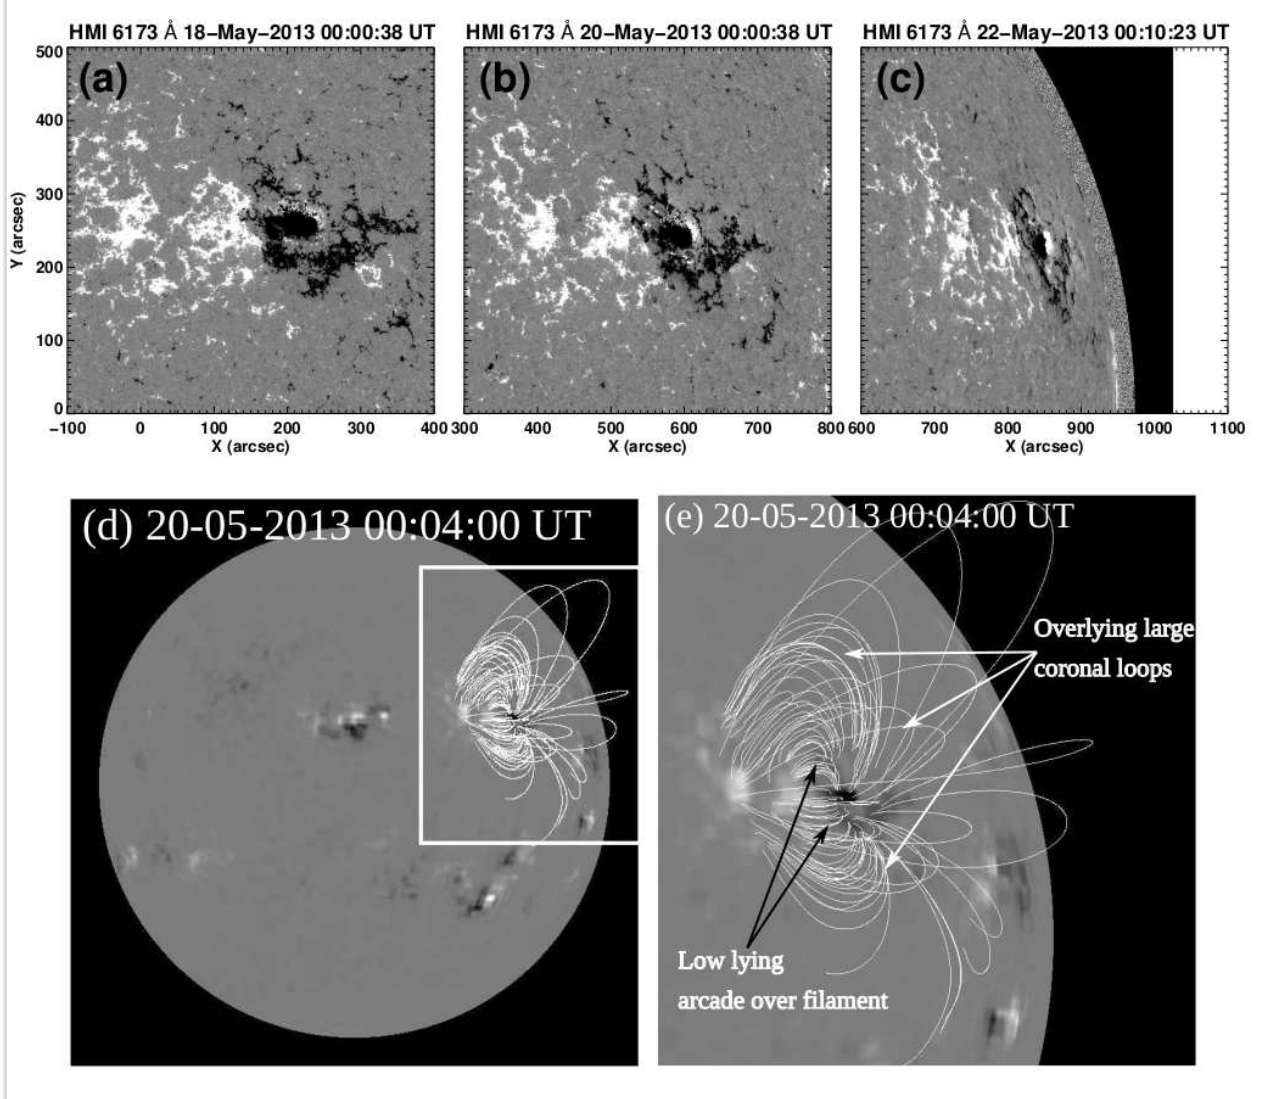 HMI 6173 Å 18−May−2013 00:00:38 UT
HMI 6173 Å 20−May−2013 00:00:38 UT
HMI 6173 Å 22−May−2013 00:10:23 UT
(a)
(b)
(c)
500
400
300
200
100
0
Y (arcsec)
−100 0 100 200 300 400
300 400 500 600 700 800
600 700 800 900 1000 1100
X (arcsec)
X (arcsec)
X (arcsec)
(d) 20-05-2013 00:04:00 UT
(e) 20-05-2013 00:04:00 UT
Overlying large
coronal loops
Low lying
arcade over filament